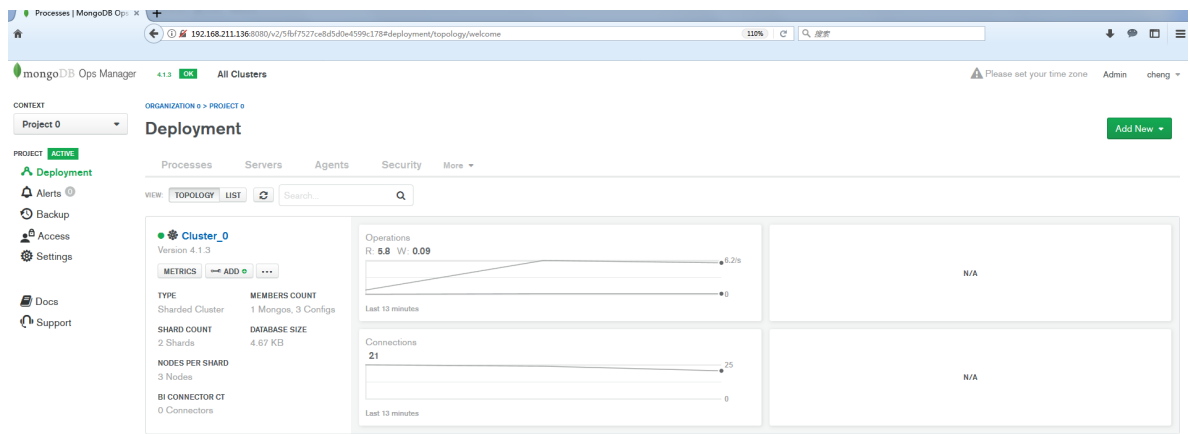 Processes | MongoDB Ops ×
192.168.211.136:8080/v2/5fbf7527ce8d5d0e4599c178#deployment/topology/welcome
110%
搜索
mongoDB Ops Manager
4.1.3 OK
All Clusters
Please set your time zone
Admin
cheng
CONTEXT
Project 0
ORGANIZATION 0 > PROJECT 0
Deployment
Add New
PROJECT ACTIVE
Deployment
Alerts 0
Backup
Access
Settings
Docs
Support
Processes
Servers
Agents
Security
More
VIEW: TOPOLOGY LIST
Search...
Cluster_0
Version 4.1.3
METRICS
ADD
TYPE
Sharded Cluster
MEMBERS COUNT
1 Mongos, 3 Configs
SHARD COUNT
2 Shards
DATABASE SIZE
4.67 KB
NODES PER SHARD
3 Nodes
BI CONNECTOR CT
0 Connectors
Operations
R: 5.8 W: 0.09
6.2/s
0
Last 13 minutes
N/A
Connections
21
25
0
Last 13 minutes
N/A